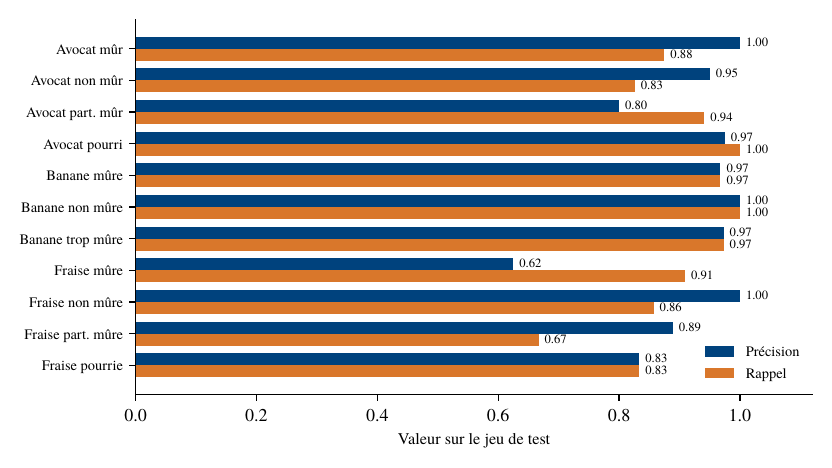 Avocat mûr 1.00
0.88
Avocat non mûr 0.95
0.83
Avocat part. mûr 0.80
0.94
Avocat pourri 0.97
1.00
Banane mûre 0.97
0.97
Banane non mûre 1.00
1.00
Banane trop mûre 0.97
0.97
Fraise mûre 0.62
0.91
Fraise non mûre 1.00
0.86
Fraise part. mûre 0.89
0.67
Fraise pourrie 0.83
0.83
Précision
Rappel
0.0 0.2 0.4 0.6 0.8 1.0
Valeur sur le jeu de test